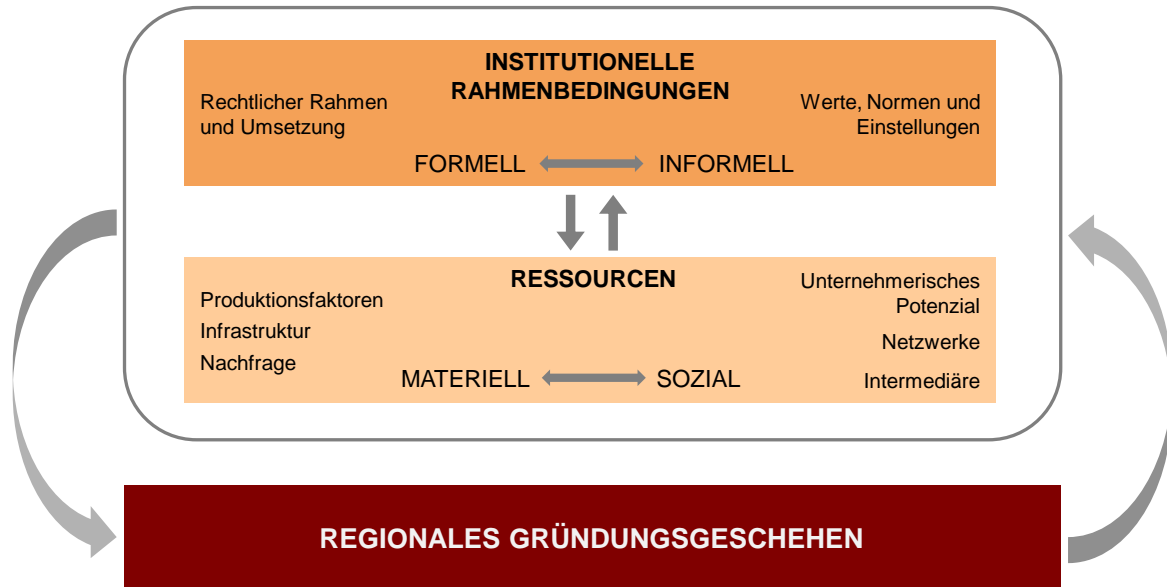 INSTITUTIONELLE
RAHMENBEDINGUNGEN
Rechtlicher Rahmen
und Umsetzung
Werte, Normen und
Einstellungen
FORMELL
INFORMELL
RESSOURCEN
Produktionsfaktoren
Infrastruktur
Nachfrage
Unternehmerisches
Potenzial
Netzwerke
Intermediäre
MATERIELL
SOZIAL
REGIONALES GRÜNDUNGSGESCHEHEN